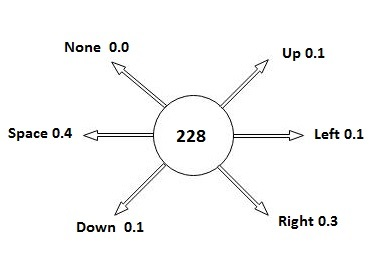 None 0.0
Up 0.1
Space 0.4
228
Left 0.1
Down 0.1
Right 0.3